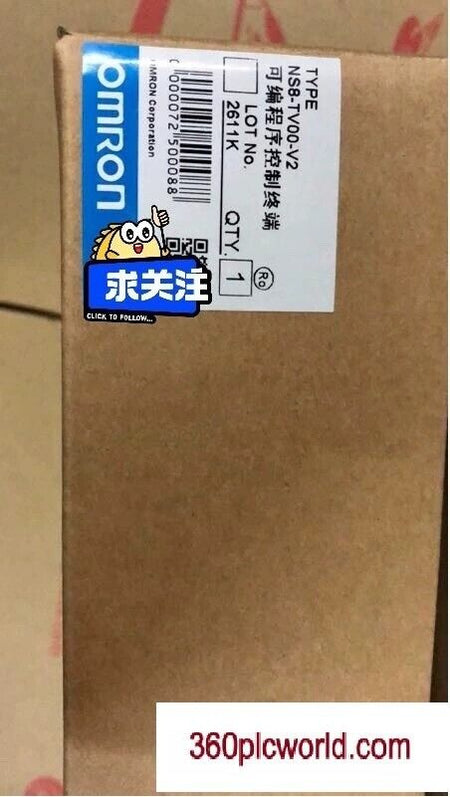 OMRON
OMRON Corporation
TYPE
NS8-TV00-V2
可编程序控制终端
LOT No.
2611K
QTY.
1
Ro
求关注
CLICK TO FOLLOW...
360plcworld.com